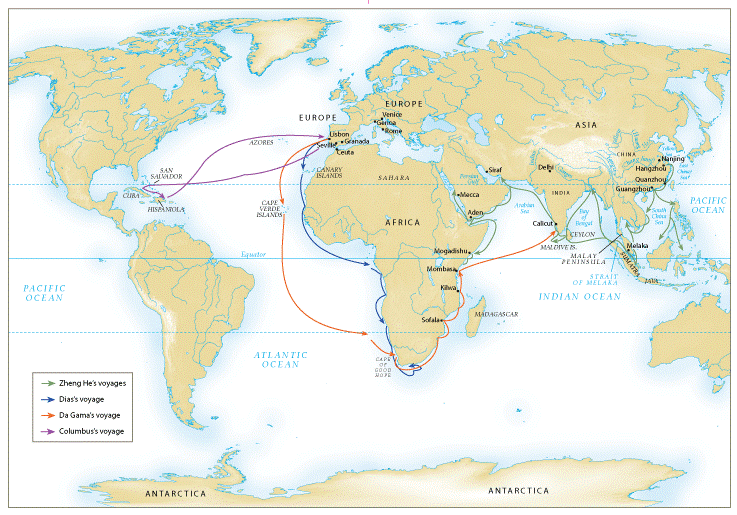 EUROPE
EUROPE
Venice
Genoa
Rome
Lisbon
Seville
Granada
Ceuta
AZORES
ASIA
CHINA
Nanjing
Hangzhou
Quanzhou
Guangzhou
SAN
SALVADOR
CUBA
HISPANIOLA
CANARY
ISLANDS
SAHARA
CAPE
VERDE
ISLANDS
AFRICA
Siraf
Persian
Mecca
Aden
Delhi
INDIA
Arabian
Sea
Bay
of
Bengal
South
China
Sea
PACIFIC
OCEAN
Calicut
CEYLON
MALDIVE IS.
MALAY
PENINSULA
Melaka
SUMATRA
STRAIT
OF MELAKA
JAVA
Mogadishu
Mombasa
Kilwa
Sofala
MADAGASCAR
Equator
INDIAN OCEAN
PACIFIC
OCEAN
ATLANTIC
OCEAN
CAPE
OF
GOOD
HOPE
Zheng He's voyages
Dias's voyage
Da Gama's voyage
Columbus's voyage
ANTARCTICA
ANTARCTICA